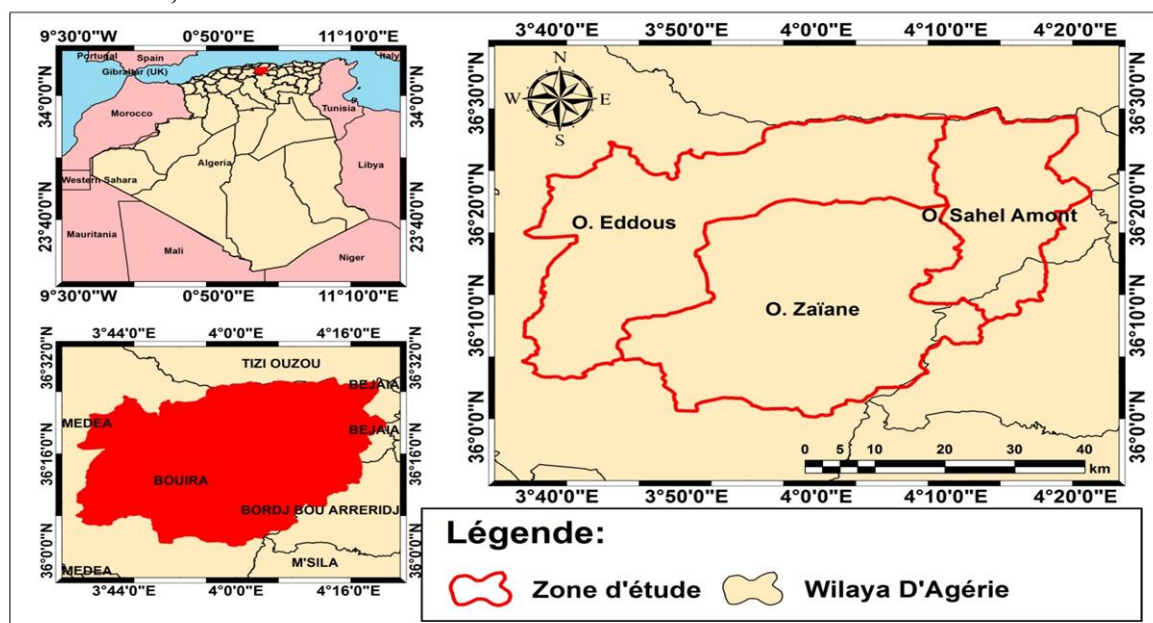 9°30'0"W 0°50'0"E 11°10'0"E
Portugal Spain Italy
Gibraltar (UK)
34°0'0"N 34°0'0"N
Morocco Tunisia
Algeria Libya
Western Sahara
23°40'0"N 23°40'0"N
Mauritania Mali Niger
9°30'0"W 0°50'0"E 11°10'0"E
3°44'0"E 4°0'0"E 4°16'0"E
36°32'0"N 36°32'0"N
TIZI OUZOU
BEJAIA
MEDEA BEJAIA
36°16'0"N 36°16'0"N
BOUIRA
BORDJ BOU ARRERIDJ
36°0'0"N 36°0'0"N
MEDEA M'SILA
3°44'0"E 4°0'0"E 4°16'0"E
3°40'0"E 3°50'0"E 4°0'0"E 4°10'0"E 4°20'0"E
N
W E
S
36°30'0"N 36°30'0"N
36°20'0"N 36°20'0"N
O. Eddous O. Sahel Amont
36°10'0"N 36°10'0"N
O. Zaïane
36°0'0"N 36°0'0"N
0 5 10 20 30 40
km
3°40'0"E 3°50'0"E 4°0'0"E 4°10'0"E 4°20'0"E
Légende:
Zone d'étude Wilaya D'Agérie